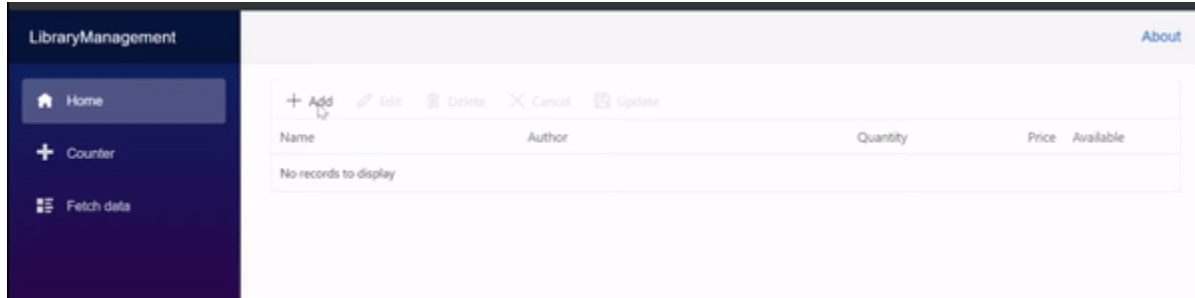 LibraryManagement
About
Home
Counter
Fetch data
Add Edit Delete Cancel Update
Name Author Quantity Price Available
No records to display